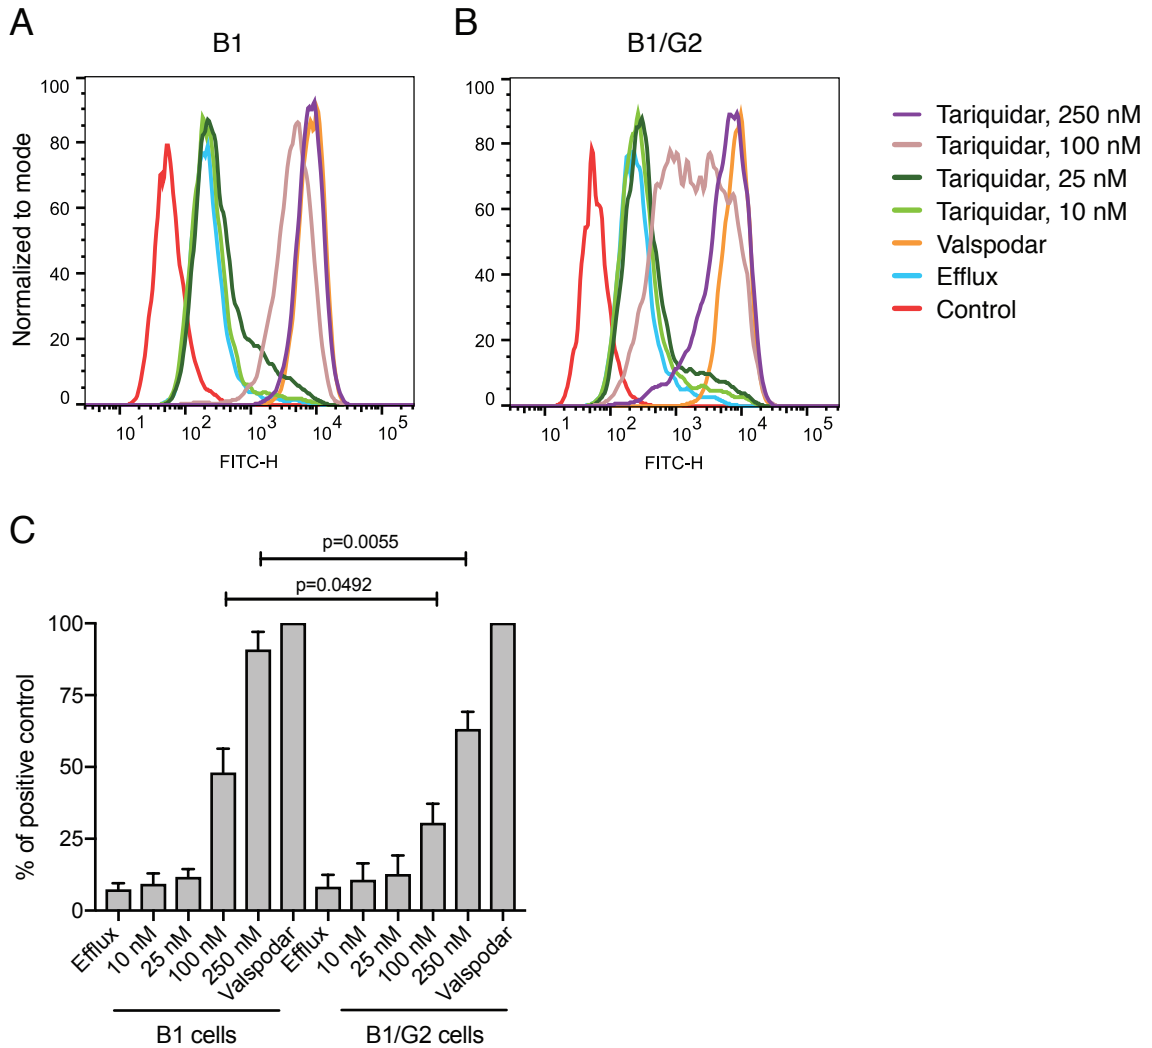 A
B1
100
80
60
40
20
0
Normalized to mode
10^1
10^2
10^3
10^4
10^5
FITC-H
B
B1/G2
100
80
60
40
20
0
10^1
10^2
10^3
10^4
10^5
FITC-H
Tariquidar, 250 nM
Tariquidar, 100 nM
Tariquidar, 25 nM
Tariquidar, 10 nM
Valspodar
Efflux
Control
C
p=0.0055
p=0.0492
100
75
50
25
0
% of positive control
Efflux
10 nM
25 nM
100 nM
250 nM
Valspodar
Efflux
10 nM
25 nM
100 nM
250 nM
Valspodar
B1 cells
B1/G2 cells